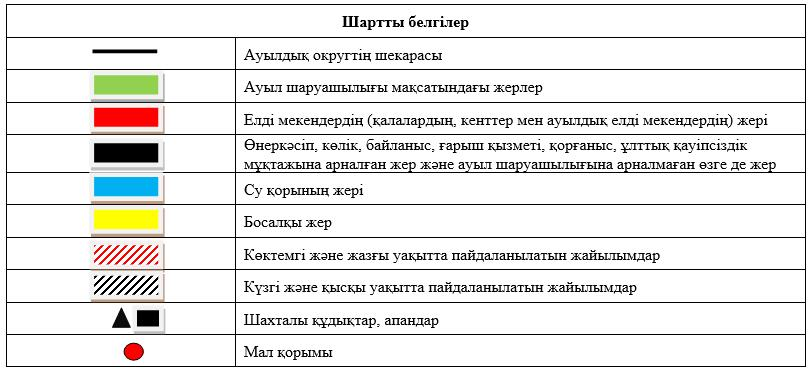 Шартты белгілер
Ауылдық округтің шекарасы
Ауыл шаруашылығы мақсатындағы жерлер
Елді мекендердің (қалалардың, кенттер мен ауылдық елді мекендердің) жері
Өнеркәсіп, көлік, байланыс, ғарыш қызметі, қорғаныс, ұлттық қауіпсіздік
мұқтажына арналған жер және ауыл шаруашылығына арналмаған өзге де жер
Су қорының жері
Босалқы жер
Көктемгі және жазғы уақытта пайдаланылатын жайылымдар
Күзгі және қысқы уақытта пайдаланылатын жайылымдар
Шахталы құдықтар, апандар
Мал қорымы